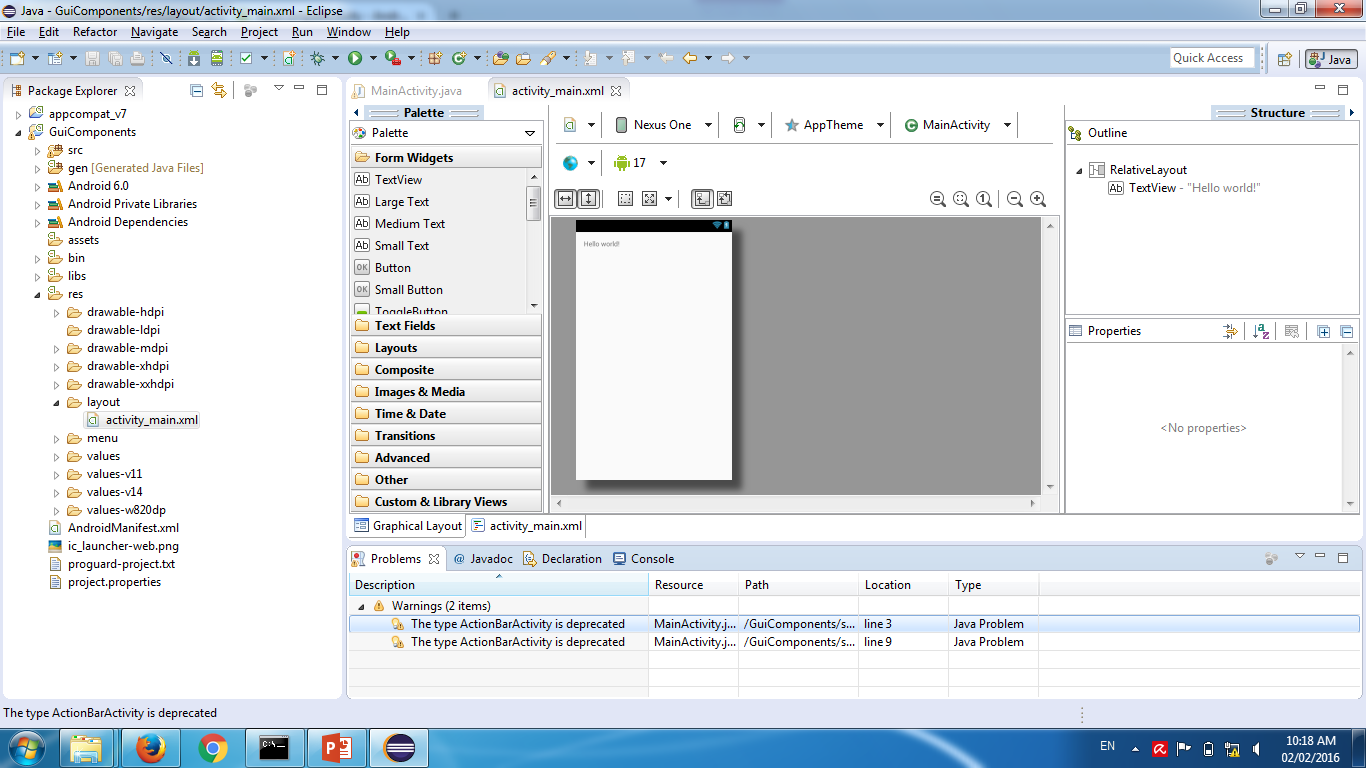 Java - GuiComponents/res/layout/activity_main.xml - Eclipse
File Edit Refactor Navigate Search Project Run Window Help
Quick Access
Java
Package Explorer
appcompat_v7
GuiComponents
src
gen [Generated Java Files]
Android 6.0
Android Private Libraries
Android Dependencies
assets
bin
libs
res
drawable-hdpi
drawable-ldpi
drawable-mdpi
drawable-xhdpi
drawable-xxhdpi
layout
activity_main.xml
menu
values
values-v11
values-v14
values-w820dp
AndroidManifest.xml
ic_launcher-web.png
proguard-project.txt
project.properties
MainActivity.java
activity_main.xml
Palette
Palette
Form Widgets
Ab TextView
Ab Large Text
Ab Medium Text
Ab Small Text
OK Button
OK Small Button
ToggleButton
Text Fields
Layouts
Composite
Images & Media
Time & Date
Transitions
Advanced
Other
Custom & Library Views
Nexus One
AppTheme
MainActivity
17
Hello world!
Structure
Outline
RelativeLayout
Ab TextView - "Hello world!"
Properties
<No properties>
Graphical Layout
activity_main.xml
Problems
@ Javadoc
Declaration
Console
Description Resource Path Location Type
Warnings (2 items)
The type ActionBarActivity is deprecated MainActivity.j... /GuiComponents/s... line 3 Java Problem
The type ActionBarActivity is deprecated MainActivity.j... /GuiComponents/s... line 9 Java Problem
The type ActionBarActivity is deprecated
EN
10:18 AM
02/02/2016